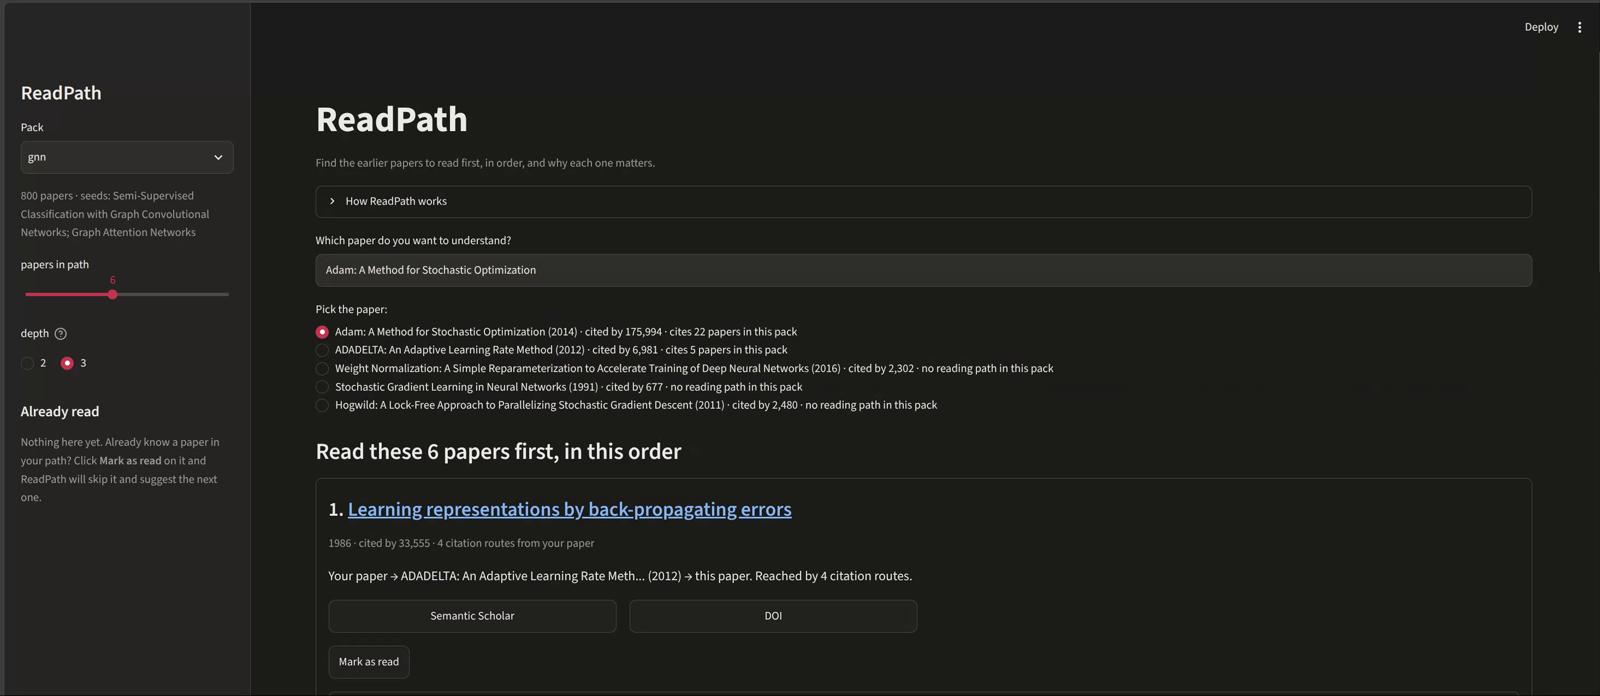 Deploy
ReadPath
Pack
gnn
800 papers · seeds: Semi-Supervised
Classification with Graph Convolutional
Networks; Graph Attention Networks
papers in path
6
depth
2
3
Already read
Nothing here yet. Already know a paper in
your path? Click Mark as read on it and
ReadPath will skip it and suggest the next
one.
ReadPath
Find the earlier papers to read first, in order, and why each one matters.
How ReadPath works
Which paper do you want to understand?
Adam: A Method for Stochastic Optimization
Pick the paper:
Adam: A Method for Stochastic Optimization (2014) · cited by 175,994 · cites 22 papers in this pack
ADADELTA: An Adaptive Learning Rate Method (2012) · cited by 6,981 · cites 5 papers in this pack
Weight Normalization: A Simple Reparameterization to Accelerate Training of Deep Neural Networks (2016) · cited by 2,302 · no reading path in this pack
Stochastic Gradient Learning in Neural Networks (1991) · cited by 677 · no reading path in this pack
Hogwild: A Lock-Free Approach to Parallelizing Stochastic Gradient Descent (2011) · cited by 2,480 · no reading path in this pack
Read these 6 papers first, in this order
1. Learning representations by back-propagating errors
1986 · cited by 33,555 · 4 citation routes from your paper
Your paper → ADADELTA: An Adaptive Learning Rate Meth... (2012) → this paper. Reached by 4 citation routes.
Semantic Scholar
DOI
Mark as read